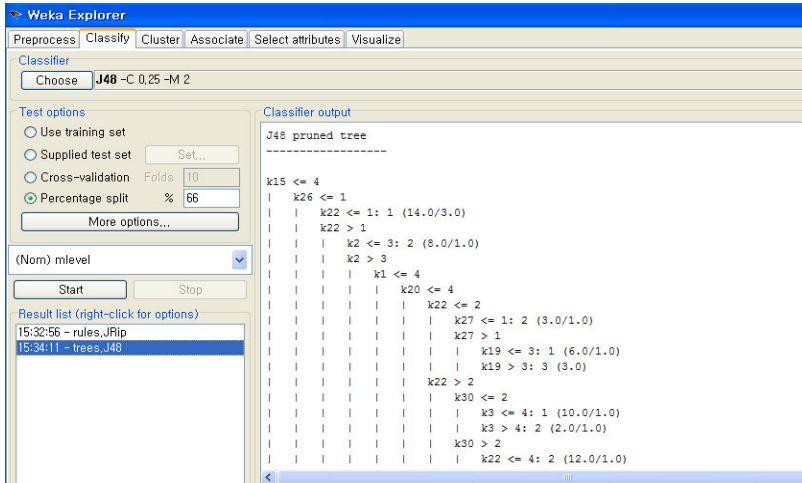 Weka Explorer
Preprocess Classify Cluster Associate Select attributes Visualize
Classifier
Choose J48 -C 0,25 -M 2
Test options
Use training set
Supplied test set Set...
Cross-validation Folds 10
Percentage split % 66
More options...
(Nom) mlevel
Start Stop
Result list (right-click for options)
15:32:56 - rules,JRip
15:34:11 - trees,J48
Classifier output
J48 pruned tree
------------------
k15 <= 4
| k26 <= 1
| | k22 <= 1: 1 (14.0/3.0)
| | k22 > 1
| | | k2 <= 3: 2 (8.0/1.0)
| | | k2 > 3
| | | | k1 <= 4
| | | | | k20 <= 4
| | | | | | k22 <= 2
| | | | | | | k27 <= 1: 2 (3.0/1.0)
| | | | | | | k27 > 1
| | | | | | | | k19 <= 3: 1 (6.0/1.0)
| | | | | | | | k19 > 3: 3 (3.0)
| | | | | | k22 > 2
| | | | | | | k30 <= 2
| | | | | | | | k3 <= 4: 1 (10.0/1.0)
| | | | | | | | k3 > 4: 2 (2.0/1.0)
| | | | | | | k30 > 2
| | | | | | | | k22 <= 4: 2 (12.0/1.0)